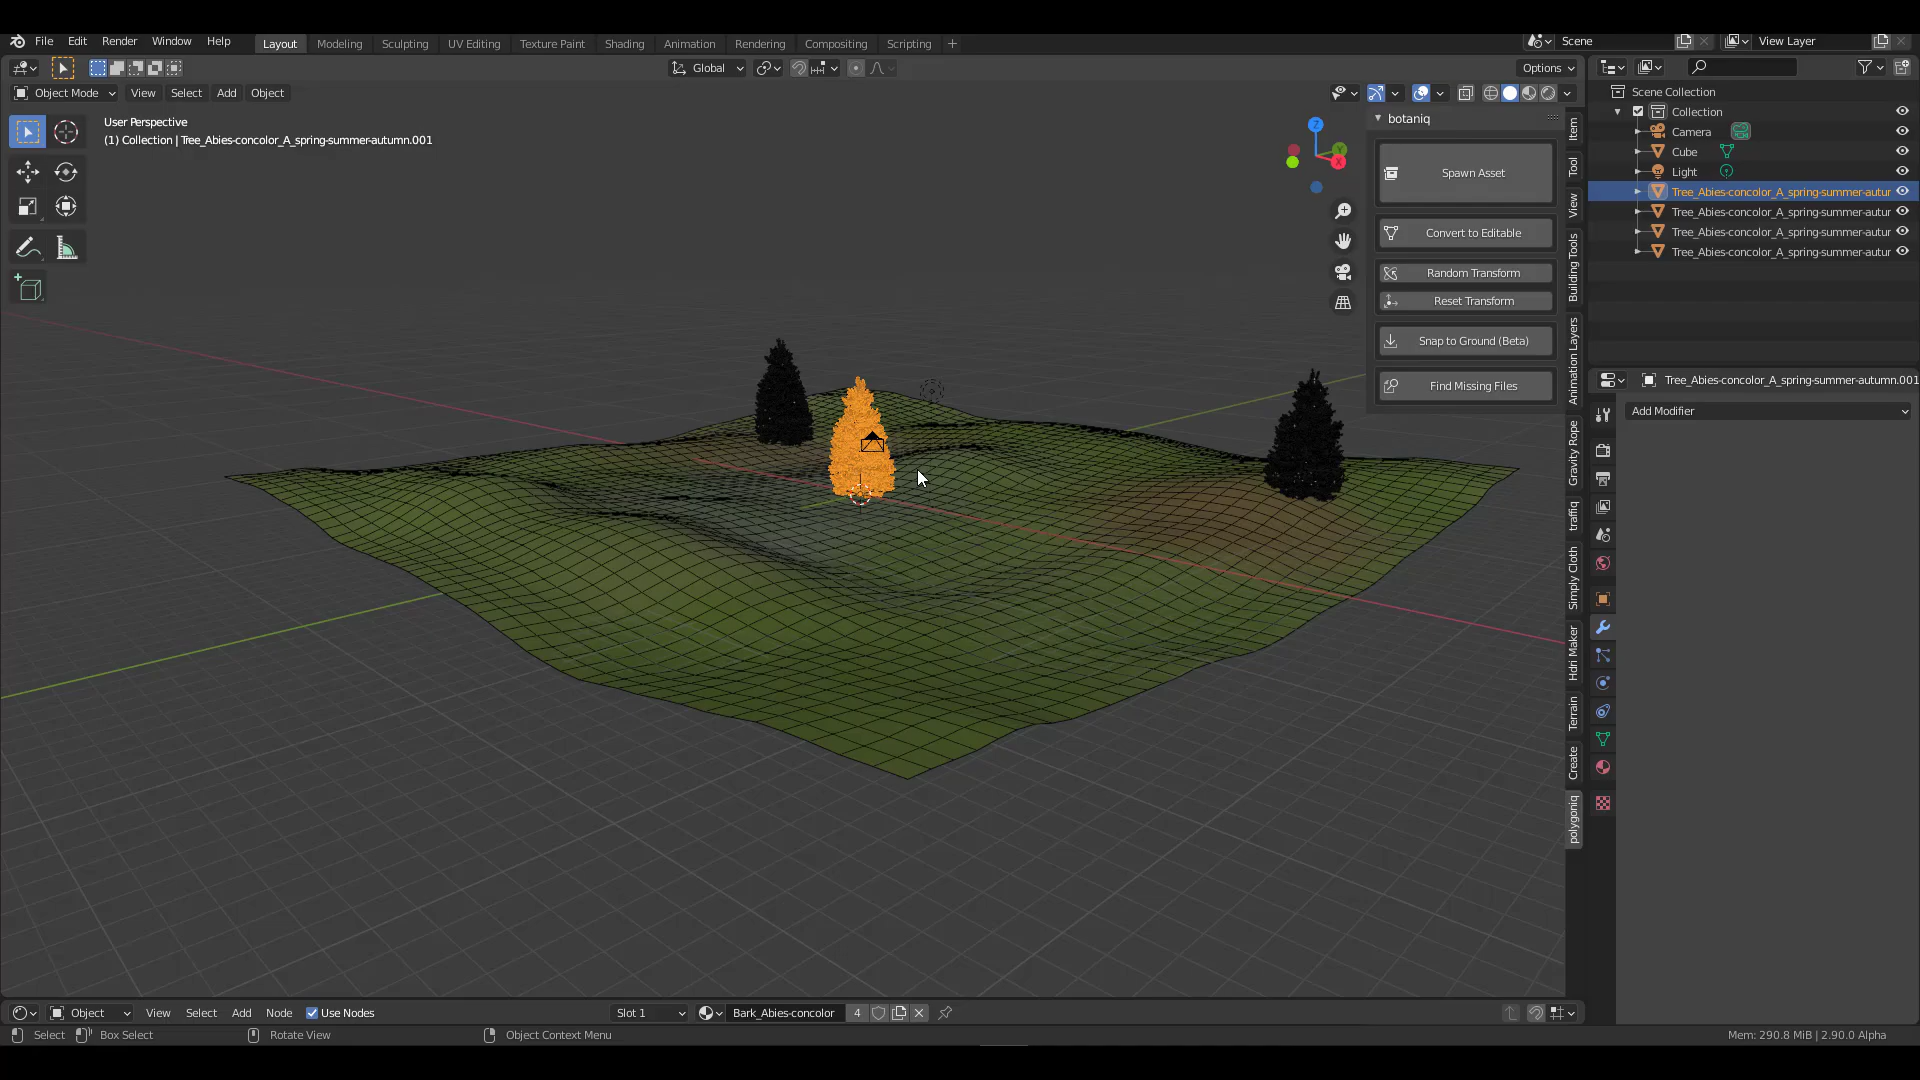 File Edit Render Window Help
Layout Modeling Sculpting UV Editing Texture Paint Shading Animation Rendering Compositing Scripting +
Scene
View Layer
Global
Options
Object Mode View Select Add Object
User Perspective
(1) Collection | Tree_Abies-concolor_A_spring-summer-autumn.001
Z
Y
X
botaniq
Spawn Asset
Convert to Editable
Random Transform
Reset Transform
Snap to Ground (Beta)
Find Missing Files
Item
Tool
View
Building Tools
Animation Layers
Gravity Rope
traffiq
Simply Cloth
Hdri Maker
Terrain
Create
polygoniq
Scene Collection
Collection
Camera
Cube
Light
Tree_Abies-concolor_A_spring-summer-autur
Tree_Abies-concolor_A_spring-summer-autur
Tree_Abies-concolor_A_spring-summer-autur
Tree_Abies-concolor_A_spring-summer-autur
Tree_Abies-concolor_A_spring-summer-autumn.001
Add Modifier
Object View Select Add Node Use Nodes
Slot 1
Bark_Abies-concolor 4
Select Box Select Rotate View Object Context Menu
Mem: 290.8 MiB | 2.90.0 Alpha